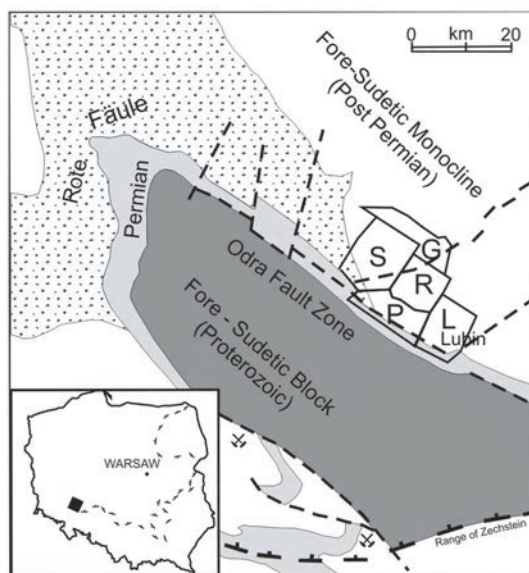 km
0 20
Fore-Sudetic Monocline
(Post Permian)
Fäule
Rote
Permian
S
G
R
P
L
Lubin
Odra Fault Zone
Fore - Sudetic Block
(Proterozoic)
WARSAW
Range of Zechstein